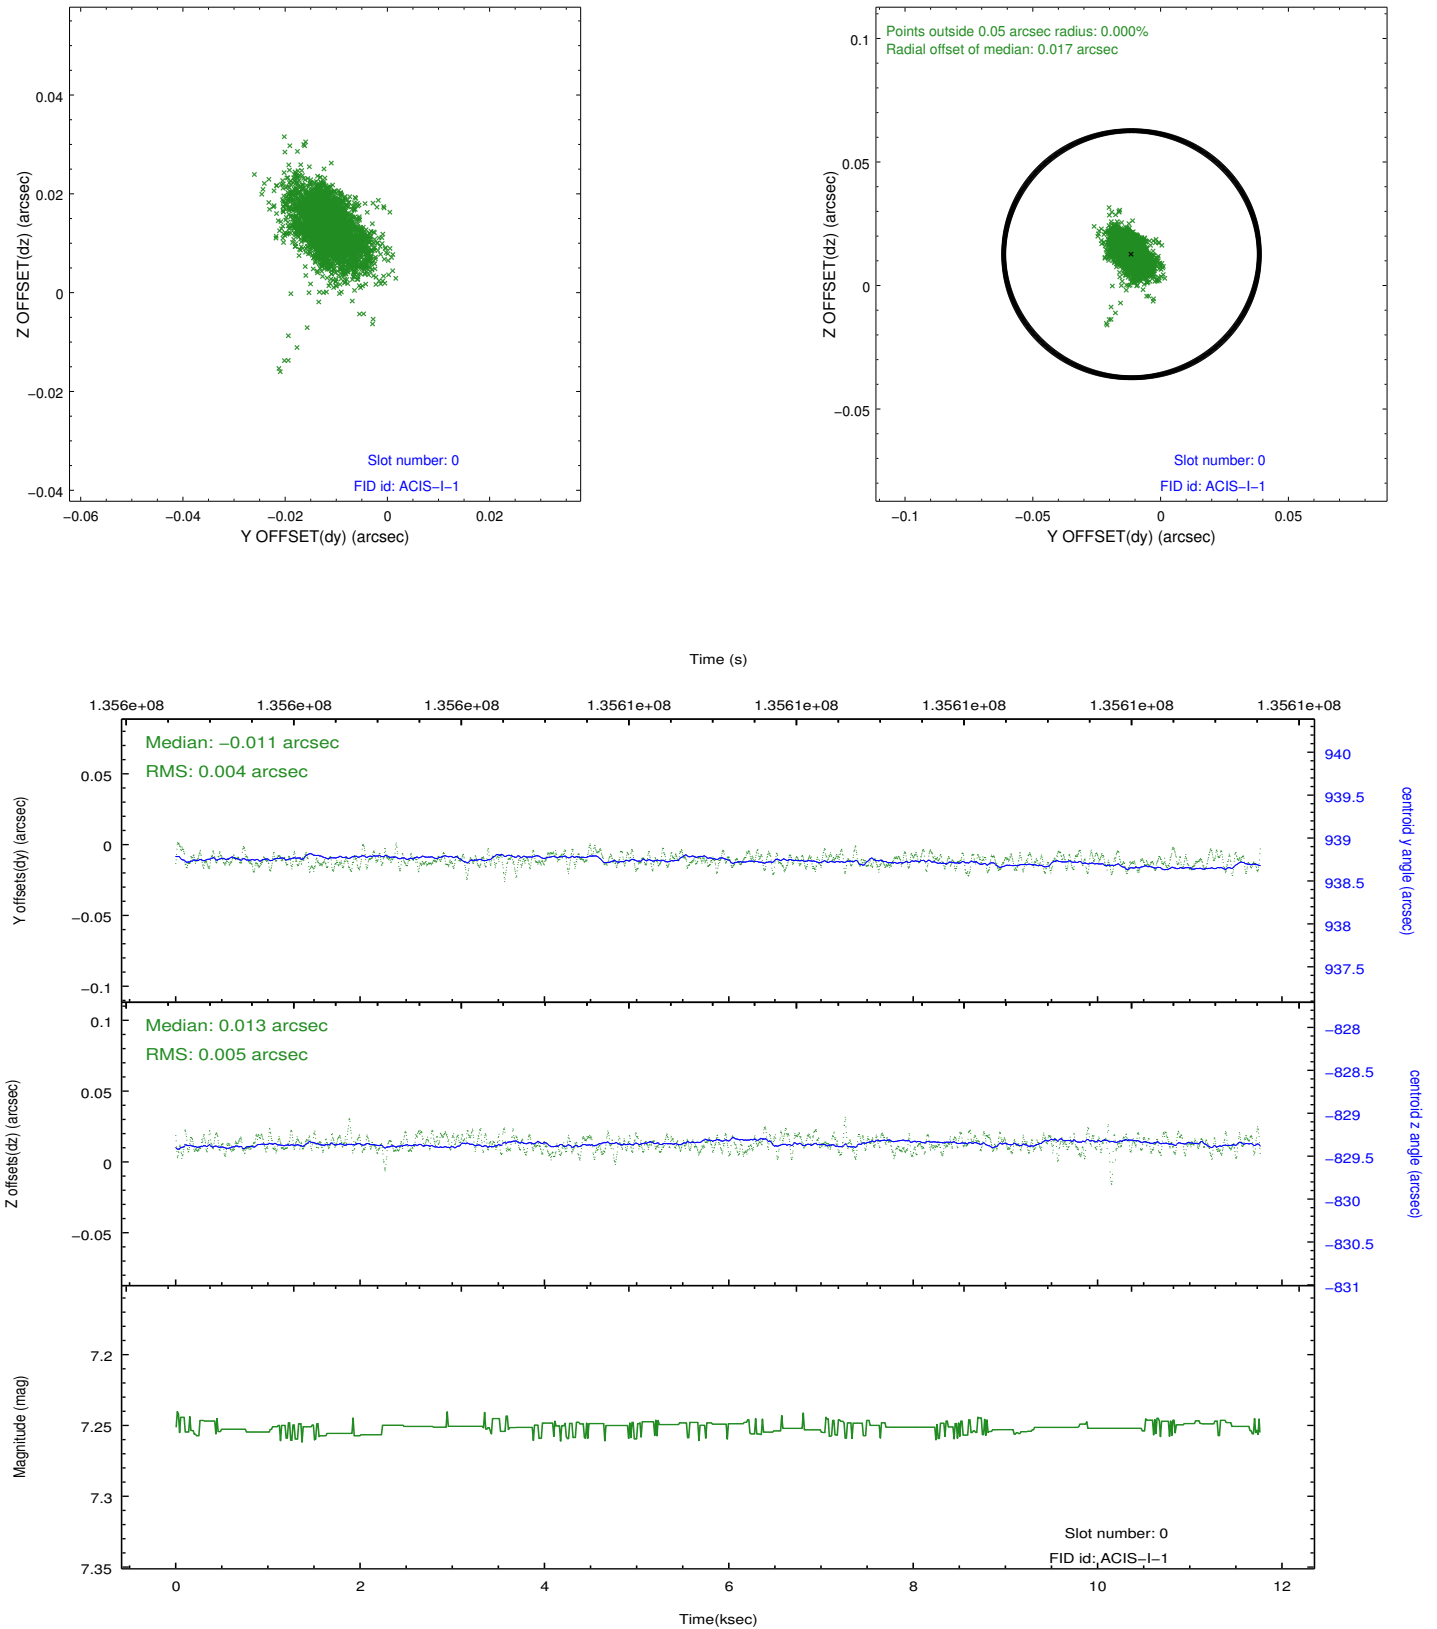 Z OFFSET(dz) (arcsec)
0.04
0.02
0
−0.02
−0.04
Slot number: 0
FID id: ACIS−I−1
−0.06 −0.04 −0.02 0 0.02
Y OFFSET(dy) (arcsec)
Points outside 0.05 arcsec radius: 0.000%
Radial offset of median: 0.017 arcsec
Z OFFSET(dz) (arcsec)
0.1
0.05
0
−0.05
Slot number: 0
FID id: ACIS−I−1
−0.1 −0.05 0 0.05
Y OFFSET(dy) (arcsec)
Time (s)
1.356e+08 1.356e+08 1.356e+08 1.3561e+08 1.3561e+08 1.3561e+08 1.3561e+08 1.3561e+08
Median: −0.011 arcsec
RMS: 0.004 arcsec
Y offsets(dy) (arcsec)
0.05
0
−0.05
−0.1
940
939.5
939
938.5
938
937.5
centroid y angle (arcsec)
Median: 0.013 arcsec
RMS: 0.005 arcsec
Z offsets(dz) (arcsec)
0.1
0.05
0
−0.05
−828
−828.5
−829
−829.5
−830
−830.5
−831
centroid z angle (arcsec)
Magnitude (mag)
7.2
7.25
7.3
7.35
Slot number: 0
FID id: ACIS−I−1
0 2 4 6 8 10 12
Time(ksec)